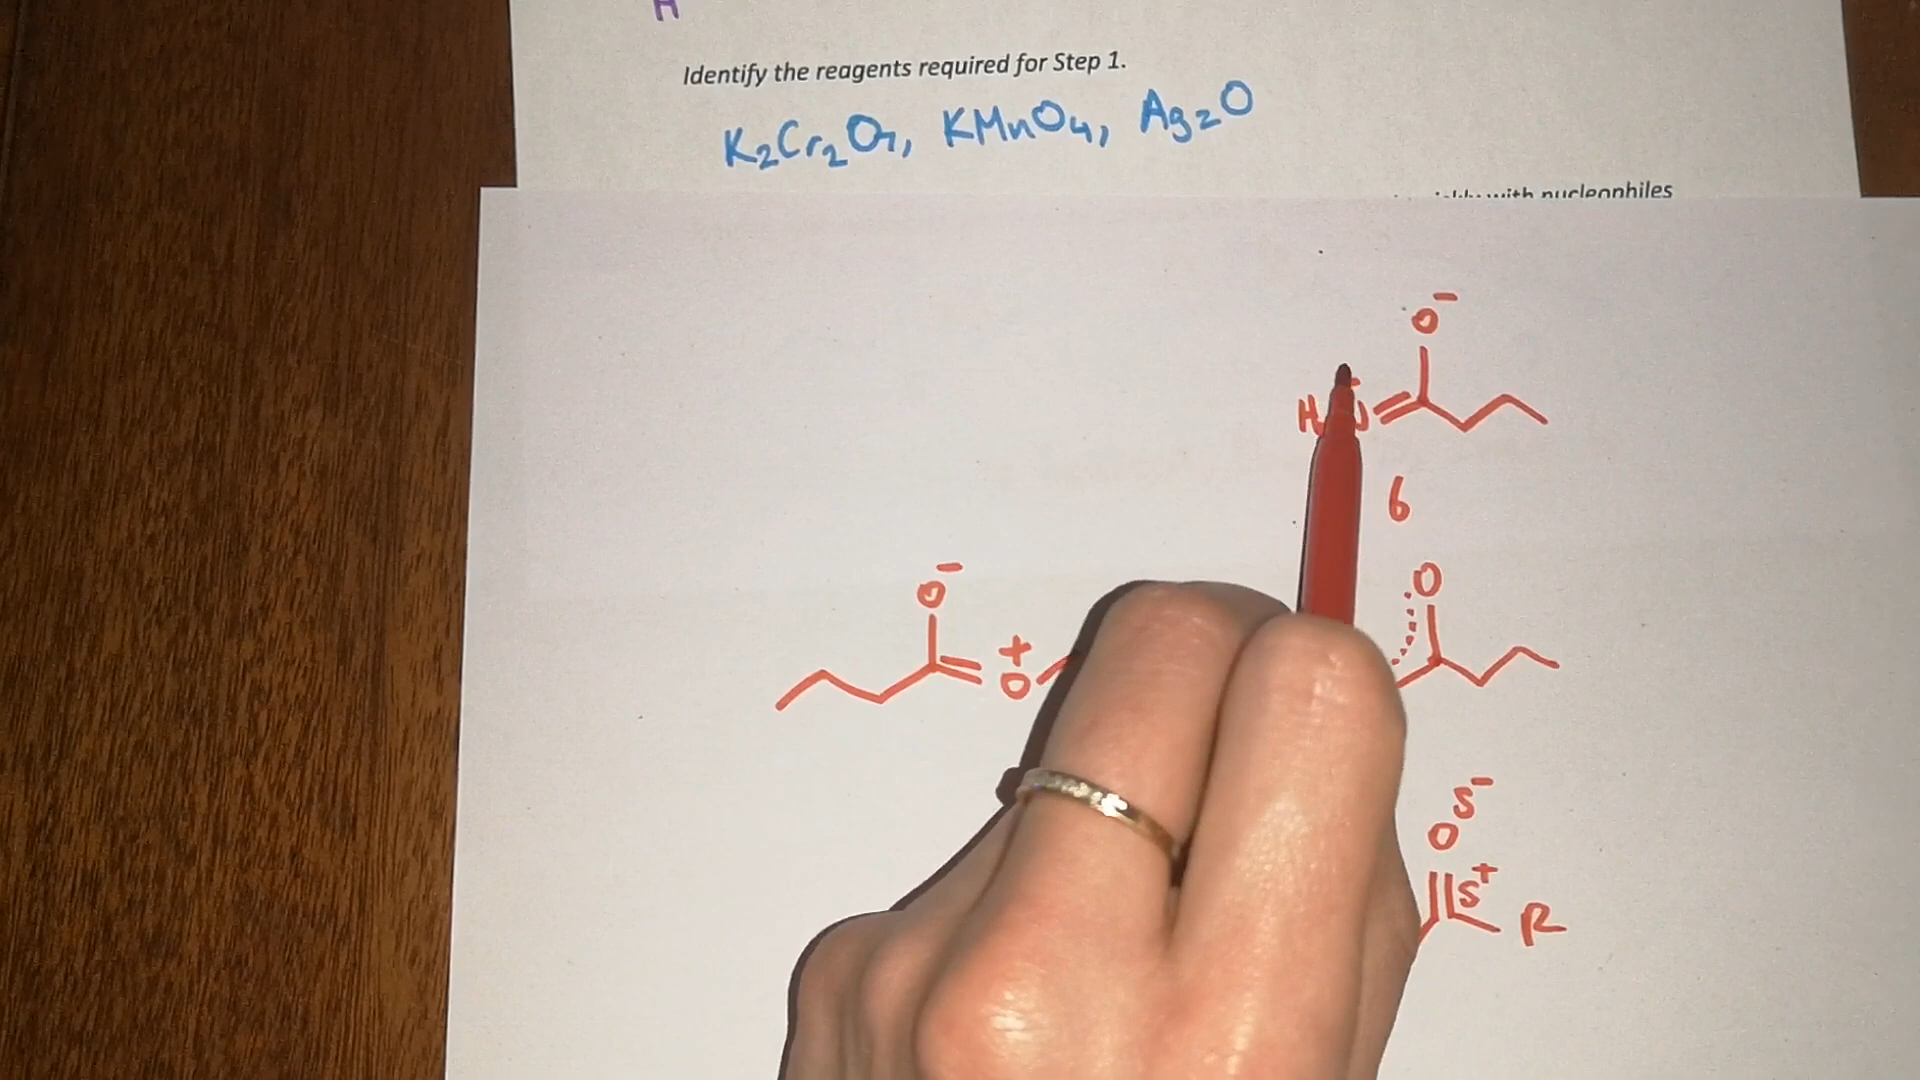 H
Identify the reagents required for Step 1.
K₂Cr₂O₇, KMnO₄, Ag₂O
with nucleophiles
O⁻
H
6
O⁻
+
O
O
δ⁻
O
δ⁺
R